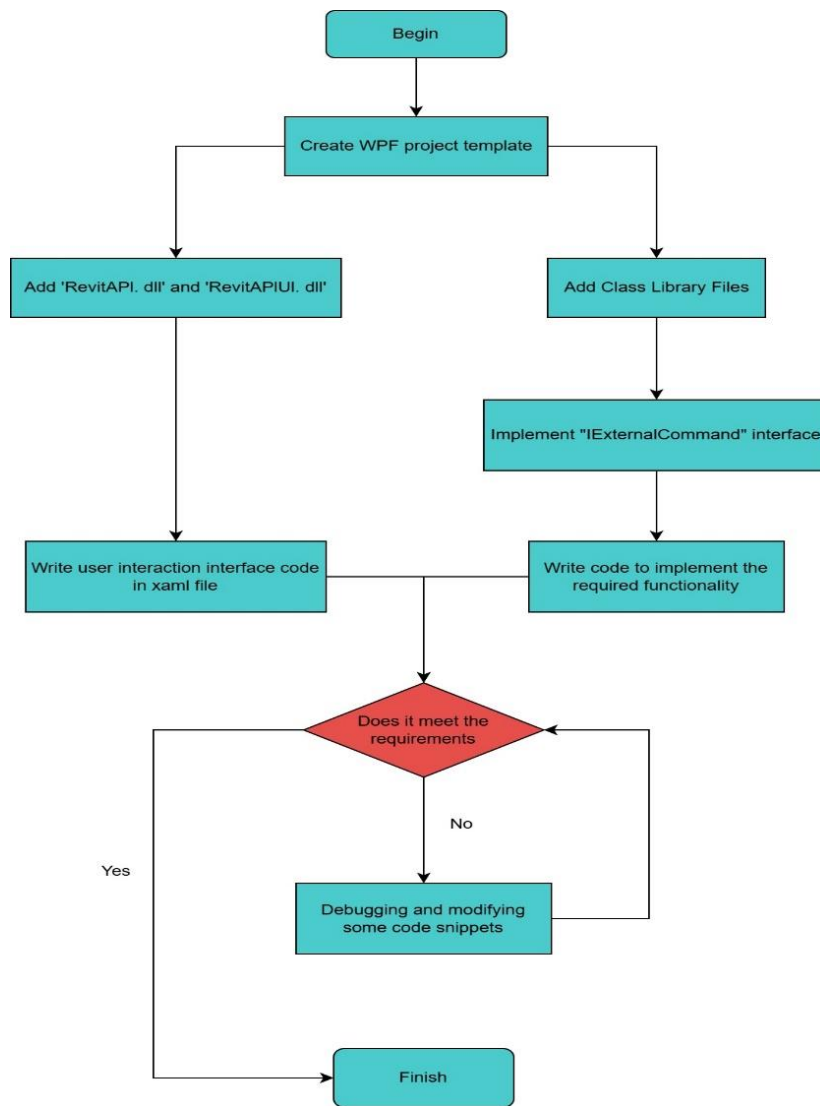 Begin
Create WPF project template
Add 'RevitAPI. dll' and 'RevitAPIUI. dll'
Add Class Library Files
Implement "IExternalCommand" interface
Write user interaction interface code
in xaml file
Write code to implement the
required functionality
Does it meet the
requirements
No
Yes
Debugging and modifying
some code snippets
Finish